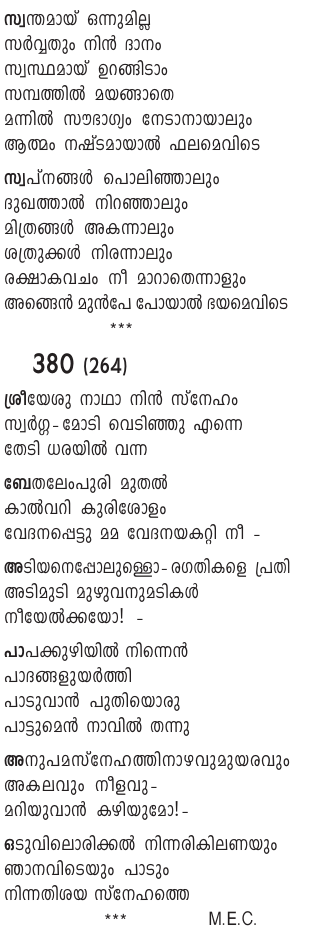 സ്വന്തമായ് ഒന്നുമില്ല
സർവ്വതും നിൻ ദാനം
സ്വസ്ഥമായ് ഉറങ്ങിടാം
സമ്പത്തിൽ മയങ്ങാതെ
മന്നിൽ സൗഭാഗ്യം നേടാനായാലും
ആത്മം നഷ്ടമായാൽ ഫലമെവിടെ
സ്വപ്നങ്ങൾ പൊലിഞ്ഞാലും
ദുഖത്താൽ നിറഞ്ഞാലും
മിത്രങ്ങൾ അകന്നാലും
ശത്രുക്കൾ നിരന്നാലും
രക്ഷാകവചം നീ മാറാതെന്നാളും
അങ്ങെൻ മുൻപേ പോയാൽ ഭയമെവിടെ
***
380 (264)
ശ്രീയേശു നാഥാ നിൻ സ്നേഹം
സ്വർഗ്ഗ-മോടി വെടിഞ്ഞു എന്നെ
തേടി ധരയിൽ വന്ന
ബേതലേംപുരി മുതൽ
കാൽവറി കുരിശോളം
വേദനപ്പെട്ടു മമ വേദനയകറ്റി നീ -
അടിയനെപ്പോലുള്ളൊ-രഗതികളെ പ്രതി
അടിമുടി മുഴുവനുമടികൾ
നീയേൽക്കയോ! -
പാപക്കുഴിയിൽ നിന്നെൻ
പാദങ്ങളുയർത്തി
പാടുവാൻ പുതിയൊരു
പാട്ടുമെൻ നാവിൽ തന്നു
അനുപമസ്നേഹത്തിനാഴവുമുയരവും
അകലവും നീളവു-
മറിയുവാൻ കഴിയുമോ!-
ഒടുവിലൊരിക്കൽ നിന്നരികിലണയും
ഞാനവിടെയും പാടും
നിന്നതിശയ സ്നേഹത്തെ
*** M.E.C.